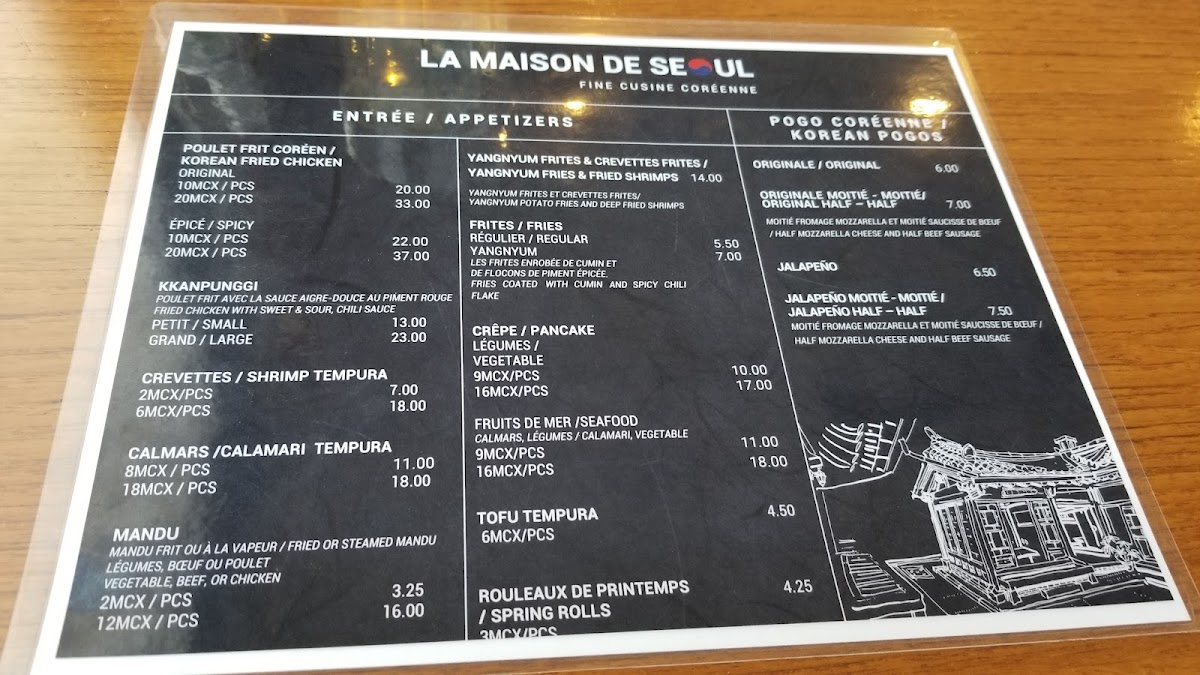 LA MAISON DE SEOUL
FINE CUSINE CORÉENNE
ENTRÉE / APPETIZERS
POULET FRIT CORÉEN /
KOREAN FRIED CHICKEN
ORIGINAL
10MCX / PCS 20.00
20MCX / PCS 33.00
ÉPICÉ / SPICY
10MCX / PCS 22.00
20MCX / PCS 37.00
KKANPUNGGI
POULET FRIT AVEC LA SAUCE AIGRE-DOUCE AU PIMENT ROUGE
FRIED CHICKEN WITH SWEET & SOUR, CHILI SAUCE
PETIT / SMALL 13.00
GRAND / LARGE 23.00
CREVETTES / SHRIMP TEMPURA
2MCX/PCS 7.00
6MCX/PCS 18.00
CALMARS /CALAMARI TEMPURA
8MCX / PCS 11.00
18MCX / PCS 18.00
MANDU
MANDU FRIT OU À LA VAPEUR / FRIED OR STEAMED MANDU
LÉGUMES, BŒUF OU POULET
VEGETABLE, BEEF, OR CHICKEN
2MCX / PCS 3.25
12MCX / PCS 16.00
YANGNYUM FRITES & CREVETTES FRITES /
YANGNYUM FRIES & FRIED SHRIMPS 14.00
YANGNYUM FRITES ET CREVETTES FRITES/
YANGNYUM POTATO FRIES AND DEEP FRIED SHRIMPS
FRITES / FRIES
RÉGULIER / REGULAR 5.50
YANGNYUM 7.00
LES FRITES ENROBÉE DE CUMIN ET
DE FLOCONS DE PIMENT ÉPICÉE.
FRIES COATED WITH CUMIN AND SPICY CHILI
FLAKE
CRÊPE / PANCAKE
LÉGUMES /
VEGETABLE
9MCX/PCS 10.00
16MCX/PCS 17.00
FRUITS DE MER /SEAFOOD
CALMARS, LÉGUMES / CALAMARI, VEGETABLE
9MCX/PCS 11.00
16MCX/PCS 18.00
TOFU TEMPURA 4.50
6MCX/PCS
ROULEAUX DE PRINTEMPS 4.25
/ SPRING ROLLS
3MCX/PCS
POGO CORÉENNE /
KOREAN POGOS
ORIGINALE / ORIGINAL 6.00
ORIGINALE MOITIÉ - MOITIÉ/
ORIGINAL HALF – HALF 7.00
MOITIÉ FROMAGE MOZZARELLA ET MOITIÉ SAUCISSE DE BŒUF
/ HALF MOZZARELLA CHEESE AND HALF BEEF SAUSAGE
JALAPEÑO 6.50
JALAPEÑO MOITIÉ - MOITIÉ /
JALAPEÑO HALF – HALF 7.50
MOITIÉ FROMAGE MOZZARELLA ET MOITIÉ SAUCISSE DE BŒUF /
HALF MOZZARELLA CHEESE AND HALF BEEF SAUSAGE